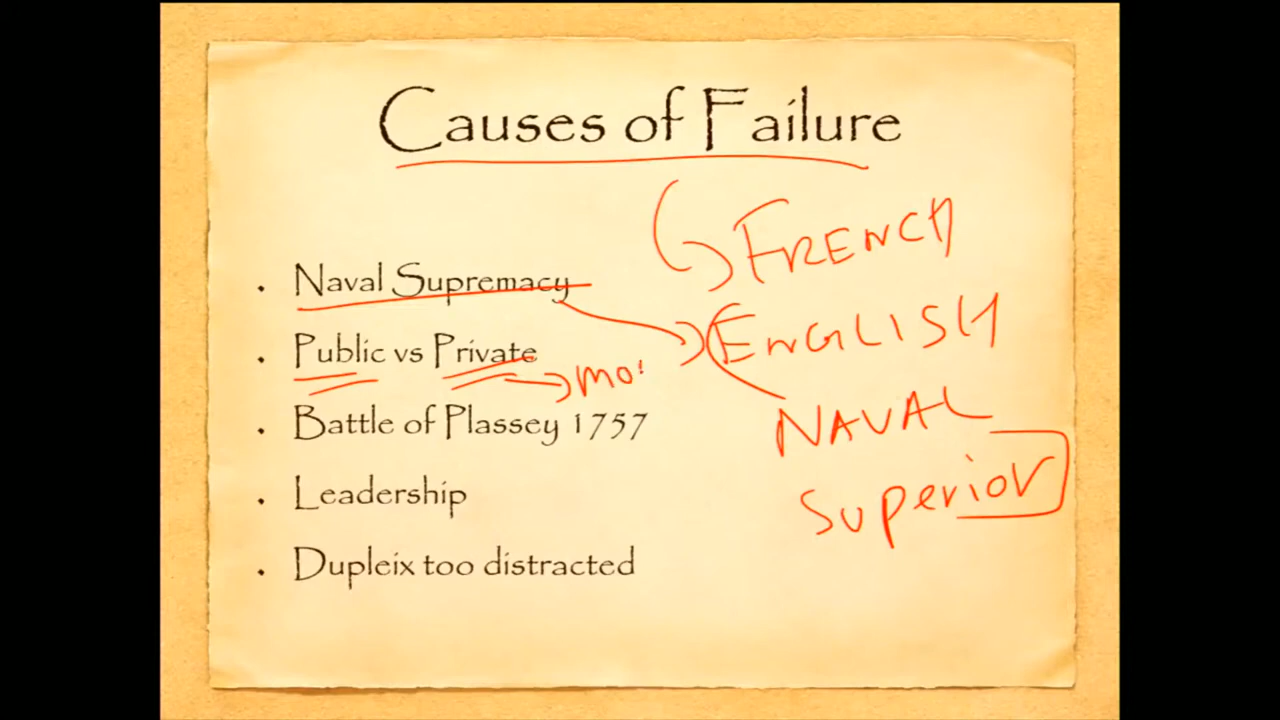 Causes of Failure
FRENCH
. Naval Supremacy
ENGLISH
. Public vs Private
mo
. Battle of Plassey 1757
NAVAL
. Leadership
Superior
. Dupleix too distracted